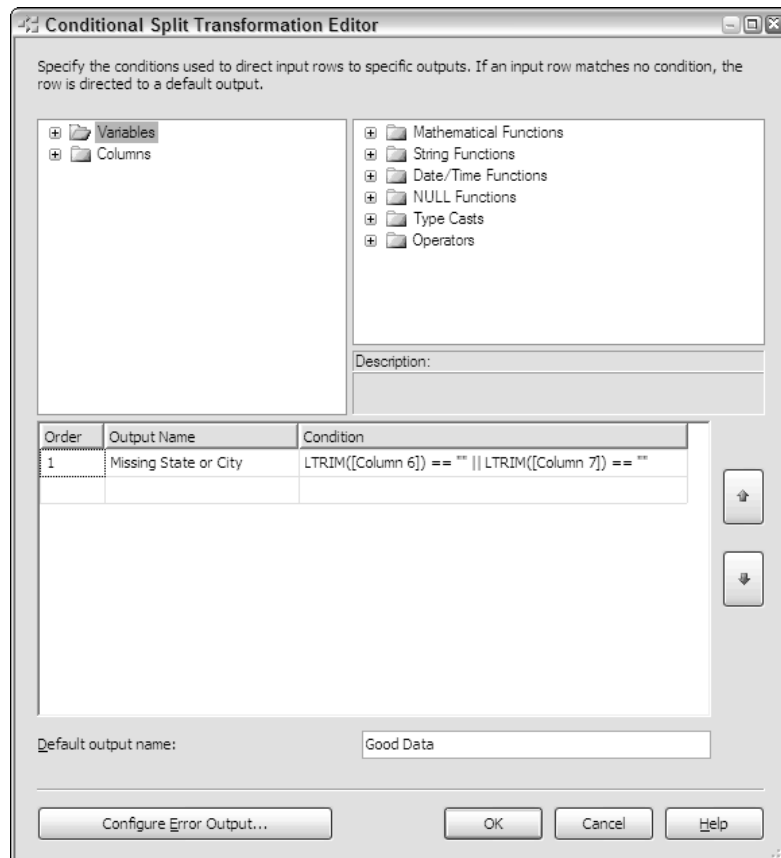 Conditional Split Transformation Editor
Specify the conditions used to direct input rows to specific outputs. If an input row matches no condition, the
row is directed to a default output.
Variables
Columns
Mathematical Functions
String Functions
Date/Time Functions
NULL Functions
Type Casts
Operators
Description:
Order Output Name Condition
1 Missing State or City LTRIM([Column 6]) == "" || LTRIM([Column 7]) == ""
Default output name: Good Data
Configure Error Output... OK Cancel Help